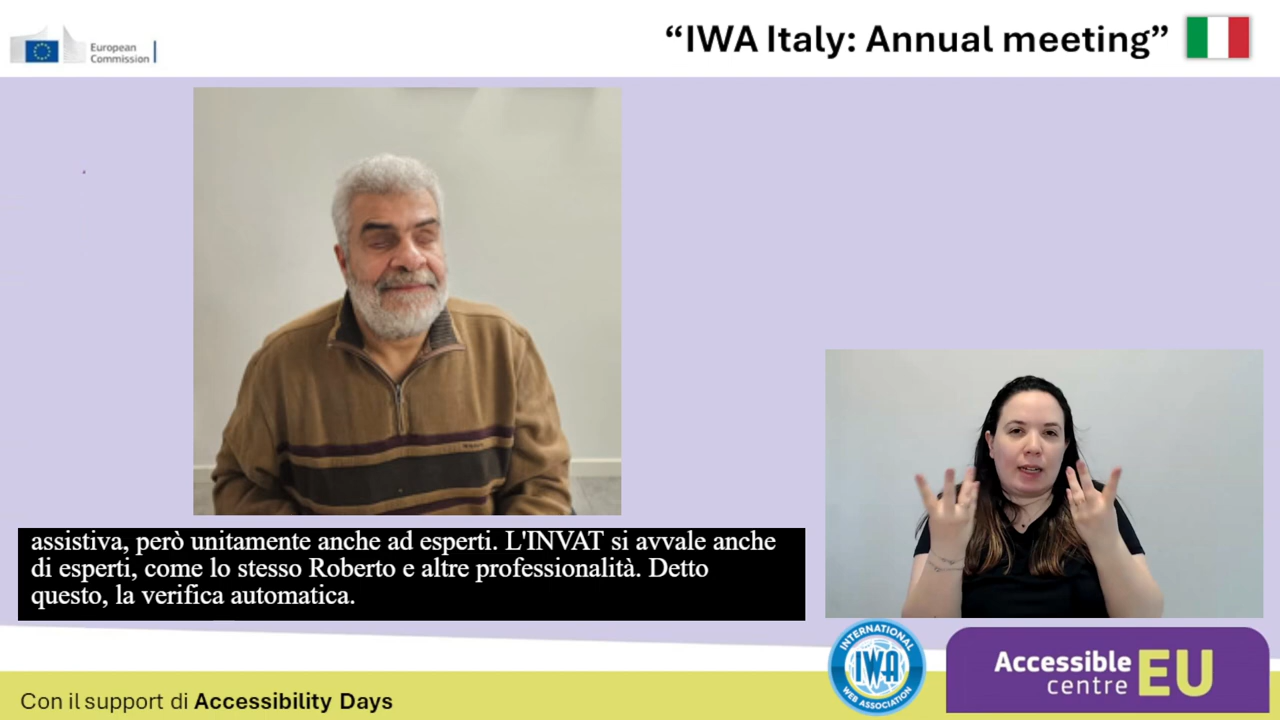 European
Commission
“IWA Italy: Annual meeting”
assistiva, però unitamente anche ad esperti. L'INVAT si avvale anche
di esperti, come lo stesso Roberto e altre professionalità. Detto
questo, la verifica automatica.
INTERNATIONAL
IWA
WEB ASSOCIATION
Accessible
centre
EU
Con il support di Accessibility Days